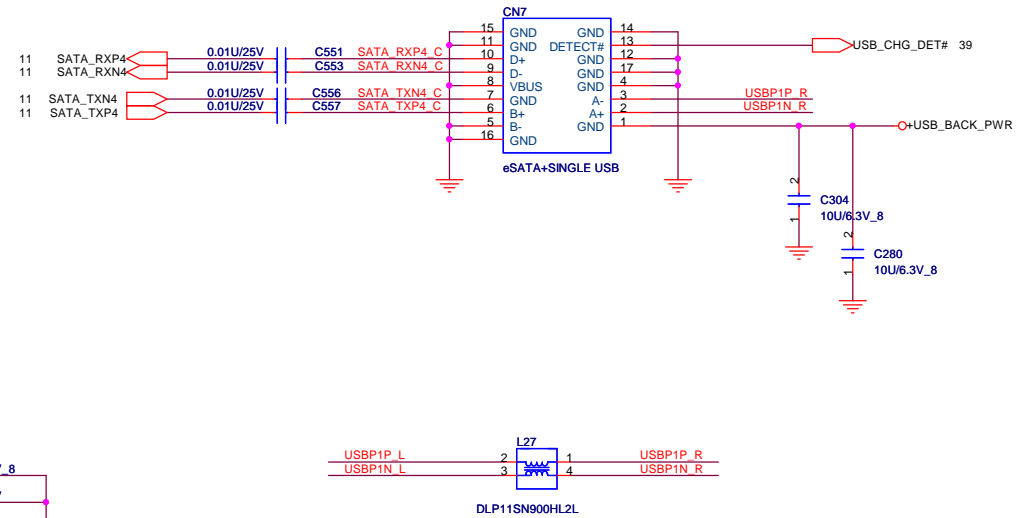 CN7
15 GND GND 14
11 GND DETECT# 13 USB_CHG_DET# 39
11 SATA_RXP4 0.01U/25V C551 SATA_RXP4_C 10 D+ GND 12
11 SATA_RXN4 0.01U/25V C553 SATA_RXN4_C 9 D- GND 17
8 VBUS GND 4
11 SATA_TXN4 0.01U/25V C556 SATA_TXN4_C 7 GND A- 3 USBP1P_R
11 SATA_TXP4 0.01U/25V C557 SATA_TXP4_C 6 B+ A+ 2 USBP1N_R
5 B- GND 1 +USB_BACK_PWR
16 GND
eSATA+SINGLE USB
2
C304
1 10U/6.3V_8
2
C280
1 10U/6.3V_8
L27
USBP1P_L 2 1 USBP1P_R
USBP1N_L 3 4 USBP1N_R
_8
DLP11SN900HL2L